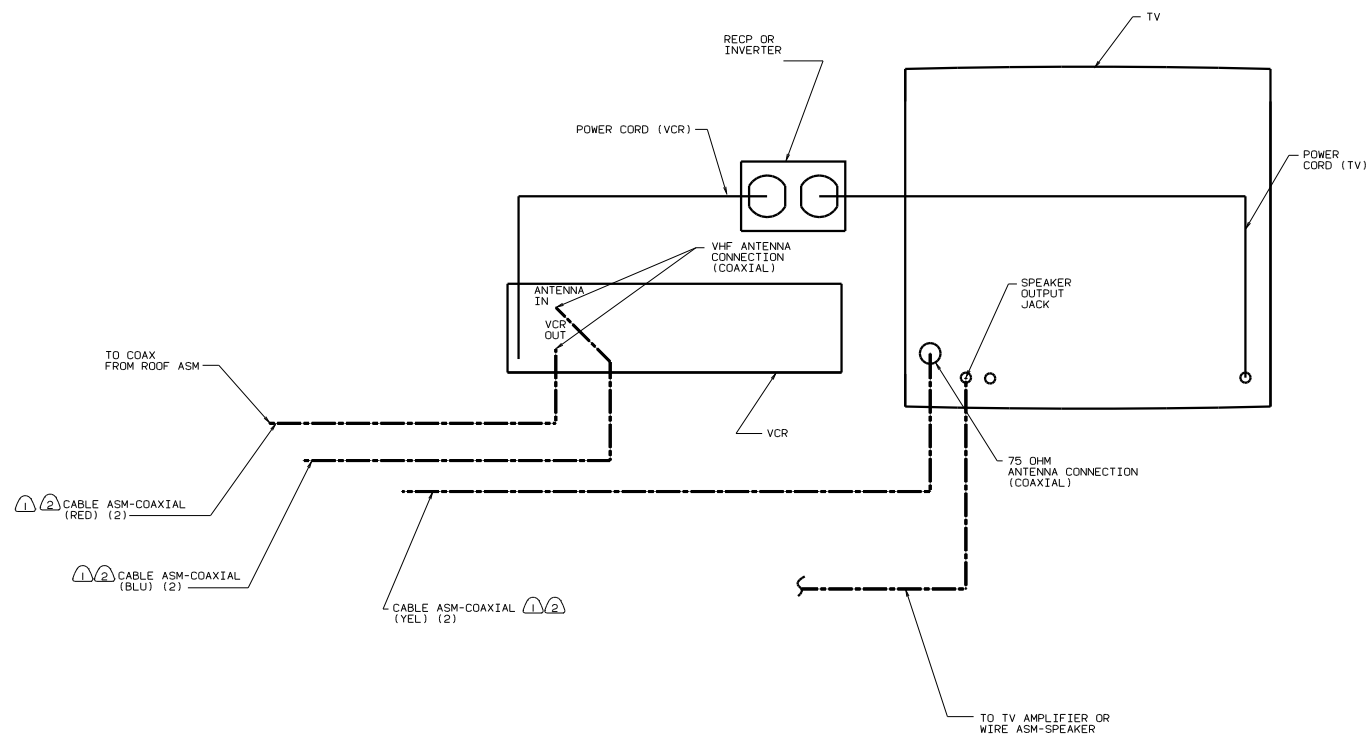 TV
RECP OR
INVERTER
POWER CORD (VCR)
POWER
CORD (TV)
VHF ANTENNA
CONNECTION
(COAXIAL)
SPEAKER
OUTPUT
JACK
ANTENNA
IN
VCR
OUT
TO COAX
FROM ROOF ASM
VCR
75 OHM
ANTENNA CONNECTION
(COAXIAL)
1 2 CABLE ASM-COAXIAL
(RED) (2)
1 2 CABLE ASM-COAXIAL
(BLU) (2)
CABLE ASM-COAXIAL 1 2
(YEL) (2)
TO TV AMPLIFIER OR
WIRE ASM-SPEAKER